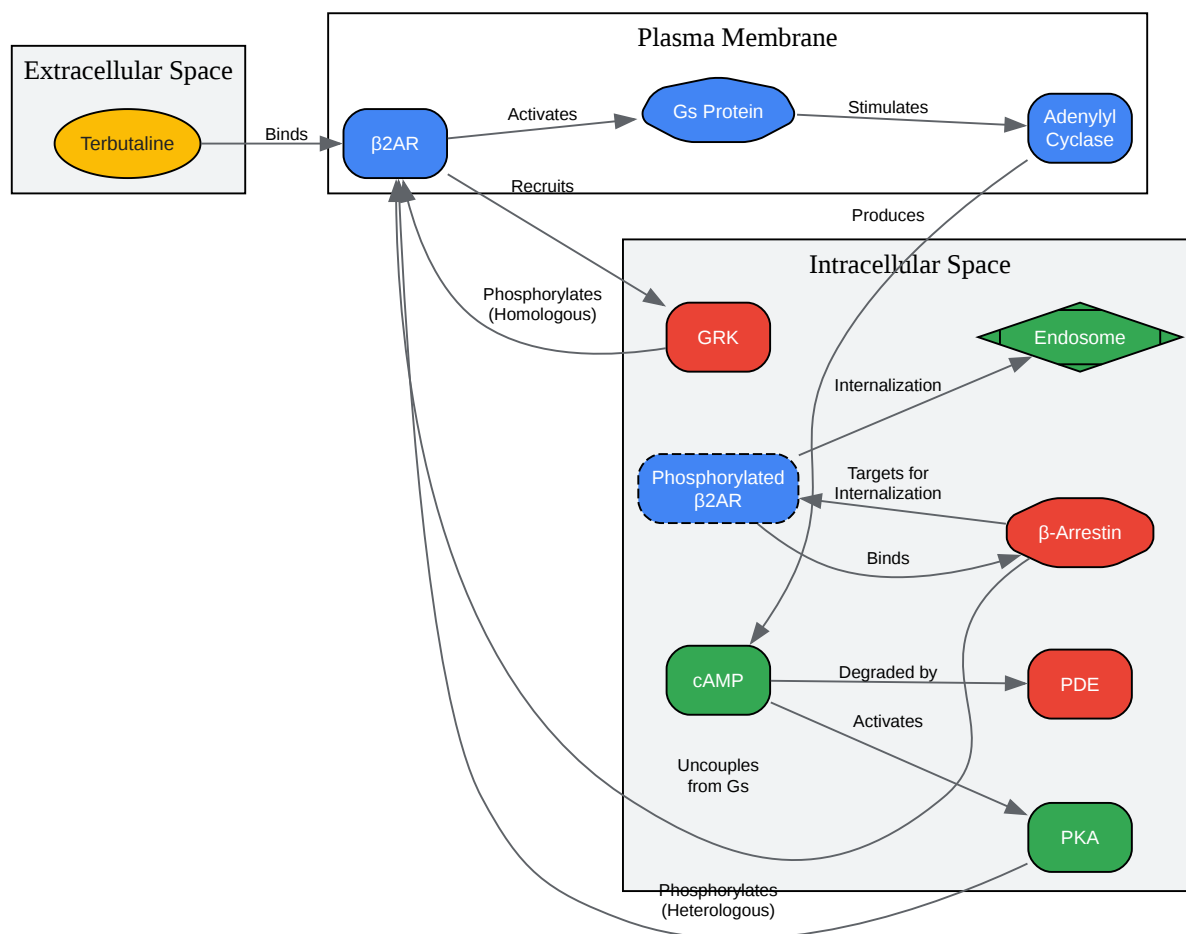 Plasma Membrane
Extracellular Space
Terbutaline
Binds
β2AR
Activates
Gs Protein
Stimulates
Adenylyl
Cyclase
Recruits
Produces
Intracellular Space
Phosphorylates
(Homologous)
GRK
Endosome
Internalization
Phosphorylated
β2AR
Targets for
Internalization
β-Arrestin
Binds
cAMP
Degraded by
PDE
Activates
Uncouples
from Gs
PKA
Phosphorylates
(Heterologous)